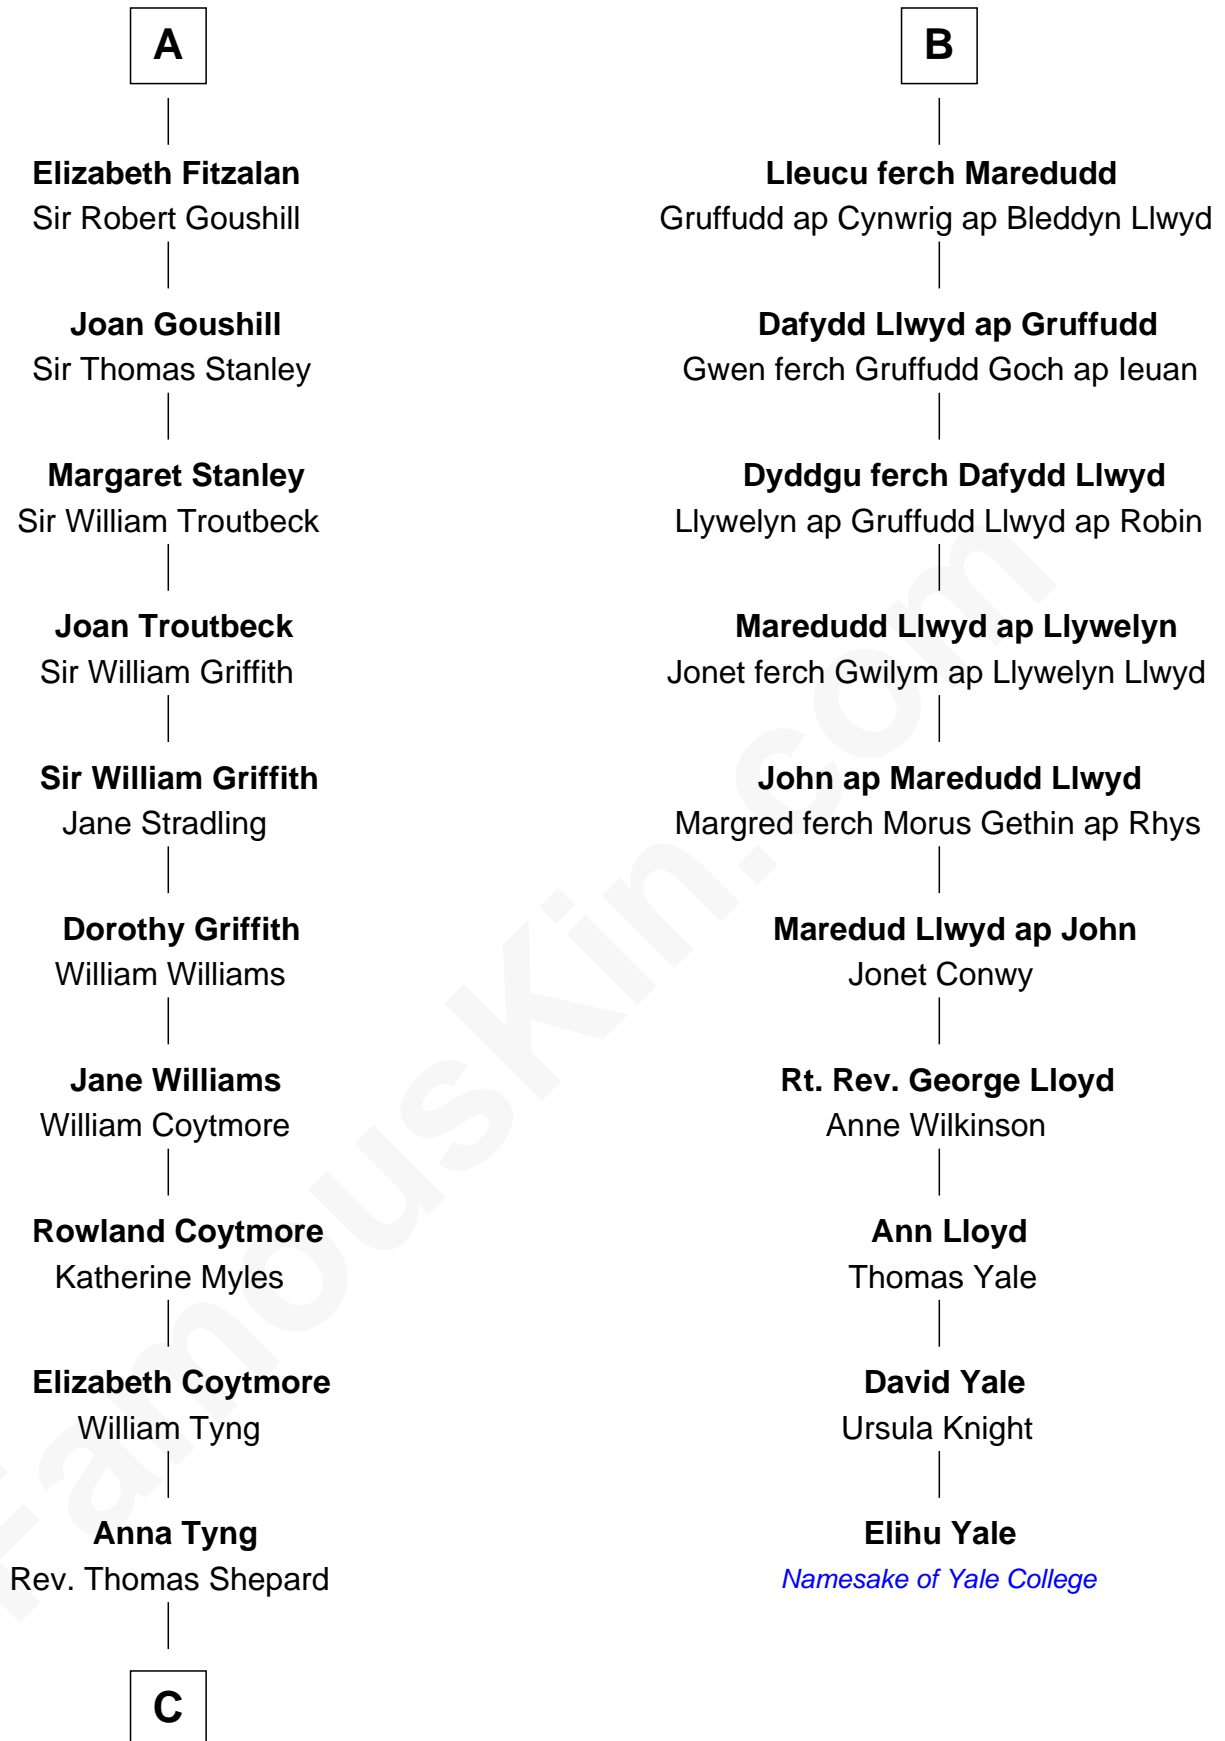 A
Elizabeth Fitzalan
Sir Robert Goushill
Joan Goushill
Sir Thomas Stanley
Margaret Stanley
Sir William Troutbeck
Joan Troutbeck
Sir William Griffith
Sir William Griffith
Jane Stradling
Dorothy Griffith
William Williams
Jane Williams
William Coytmore
Rowland Coytmore
Katherine Myles
Elizabeth Coytmore
William Tyng
Anna Tyng
Rev. Thomas Shepard
C
B
Lleucu ferch Maredudd
Gruffudd ap Cynwrig ap Bleddyn Llwyd
Dafydd Llwyd ap Gruffudd
Gwen ferch Gruffudd Goch ap Ieuan
Dyddgu ferch Dafydd Llwyd
Llywelyn ap Gruffudd Llwyd ap Robin
Maredudd Llwyd ap Llywelyn
Jonet ferch Gwilym ap Llywelyn Llwyd
John ap Maredudd Llwyd
Margred ferch Morus Gethin ap Rhys
Maredud Llwyd ap John
Jonet Conwy
Rt. Rev. George Lloyd
Anne Wilkinson
Ann Lloyd
Thomas Yale
David Yale
Ursula Knight
Elihu Yale
Namesake of Yale College
FamousKin.com